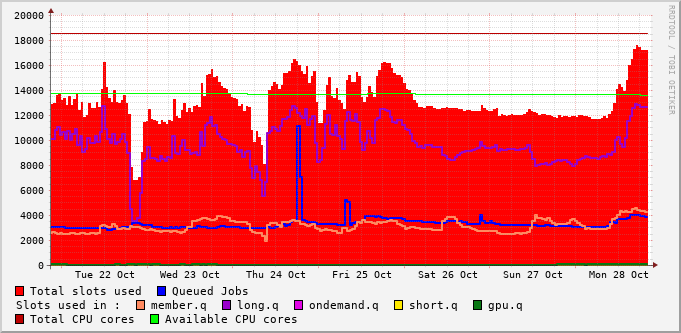 20000
18000
16000
14000
12000
10000
8000
6000
4000
2000
0
RRDTOOL / TOBI OETIKER
Tue 22 Oct Wed 23 Oct Thu 24 Oct Fri 25 Oct Sat 26 Oct Sun 27 Oct Mon 28 Oct
Total slots used Queued Jobs
Slots used in : member.q long.q ondemand.q short.q gpu.q
Total CPU cores Available CPU cores